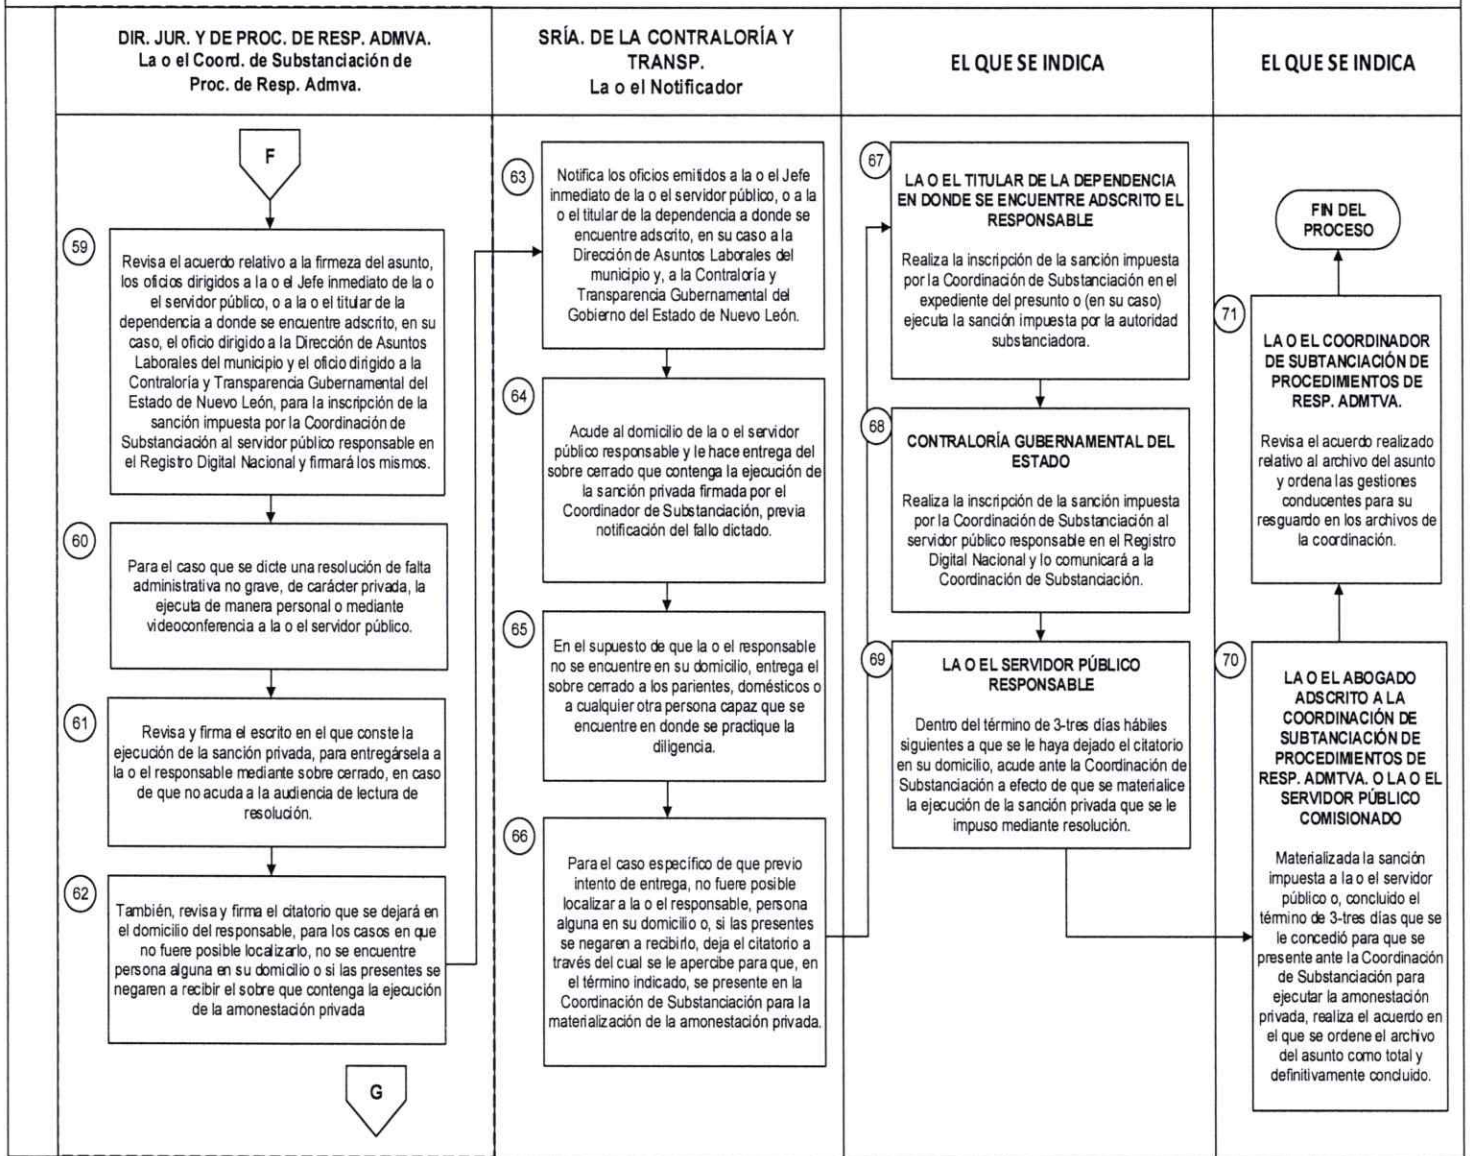 DIR. JUR. Y DE PROC. DE RESP. ADMVA.
La o el Coord. de Substanciación de
Proc. de Resp. Admva.
SRÍA. DE LA CONTRALORÍA Y
TRANSP.
La o el Notificador
EL QUE SE INDICA
EL QUE SE INDICA
F
59
Revisa el acuerdo relativo a la firmeza del asunto,
los oficios dirigidos a la o el Jefe inmediato de la o
el servidor público, o a la o el titular de la
dependencia a donde se encuentre adscrito, en su
caso, el oficio dirigido a la Dirección de Asuntos
Laborales del municipio y el oficio dirigido a la
Contraloría y Transparencia Gubernamental del
Estado de Nuevo León, para la inscripción de la
sanción impuesta por la Coordinación de
Substanciación al servidor público responsable en
el Registro Digital Nacional y firmará los mismos.
60
Para el caso que se dicte una resolución de falta
administrativa no grave, de carácter privada, la
ejecuta de manera personal o mediante
videoconferencia a la o el servidor público.
61
Revisa y firma el escrito en el que conste la
ejecución de la sanción privada, para entregársela a
la o el responsable mediante sobre cerrado, en caso
de que no acuda a la audiencia de lectura de
resolución.
62
También, revisa y firma el citatorio que se dejará en
el domicilio del responsable, para los casos en que
no fuere posible localizarlo, no se encuentre
persona alguna en su domicilio o si las presentes se
negaren a recibir el sobre que contenga la ejecución
de la amonestación privada
G
63
Notifica los oficios emitidos a la o el Jefe
inmediato de la o el servidor público, o a la
o el titular de la dependencia a donde se
encuentre adscrito, en su caso a la
Dirección de Asuntos Laborales del
municipio y, a la Contraloría y
Transparencia Gubernamental del
Gobierno del Estado de Nuevo León.
64
Acude al domicilio de la o el servidor
público responsable y le hace entrega del
sobre cerrado que contenga la ejecución de
la sanción privada firmada por el
Coordinador de Substanciación, previa
notificación del fallo dictado.
65
En el supuesto de que la o el responsable
no se encuentre en su domicilio, entrega el
sobre cerrado a los parientes, domésticos o
a cualquier otra persona capaz que se
encuentre en donde se practique la
diligencia.
66
Para el caso específico de que previo
intento de entrega, no fuere posible
localizar a la o el responsable, persona
alguna en su domicilio o, si las presentes
se negaren a recibirlo, deja el citatorio a
través del cual se le apercibe para que, en
el término indicado, se presente en la
Coordinación de Substanciación para la
materialización de la amonestación privada.
67
LA O EL TITULAR DE LA DEPENDENCIA
EN DONDE SE ENCUENTRE ADSCRITO EL
RESPONSABLE
Realiza la inscripción de la sanción impuesta
por la Coordinación de Substanciación en el
expediente del presunto o (en su caso)
ejecuta la sanción impuesta por la autoridad
substanciadora.
68
CONTRALORÍA GUBERNAMENTAL DEL
ESTADO
Realiza la inscripción de la sanción impuesta
por la Coordinación de Substanciación al
servidor público responsable en el Registro
Digital Nacional y lo comunicará a la
Coordinación de Substanciación.
69
LA O EL SERVIDOR PÚBLICO
RESPONSABLE
Dentro del término de 3-tres días hábiles
siguientes a que se le haya dejado el citatorio
en su domicilio, acude ante la Coordinación de
Substanciación a efecto de que se materialice
la ejecución de la sanción privada que se le
impuso mediante resolución.
FIN DEL
PROCESO
71
LA O EL COORDINADOR
DE SUBTANCIACIÓN DE
PROCEDIMIENTOS DE
RESP. ADMTVA.
Revisa el acuerdo realizado
relativo al archivo del asunto
y ordena las gestiones
conducentes para su
resguardo en los archivos de
la coordinación.
70
LA O EL ABOGADO
ADSCRITO A LA
COORDINACIÓN DE
SUBTANCIACIÓN DE
PROCEDIMIENTOS DE
RESP. ADMTVA. O LA O EL
SERVIDOR PÚBLICO
COMISIONADO
Materializada la sanción
impuesta a la o el servidor
público o, concluido el
término de 3-tres días que se
le concedió para que se
presente ante la Coordinación
de Substanciación para
ejecutar la amonestación
privada, realiza el acuerdo en
el que se ordene el archivo
del asunto como total y
definitivamente concluido.